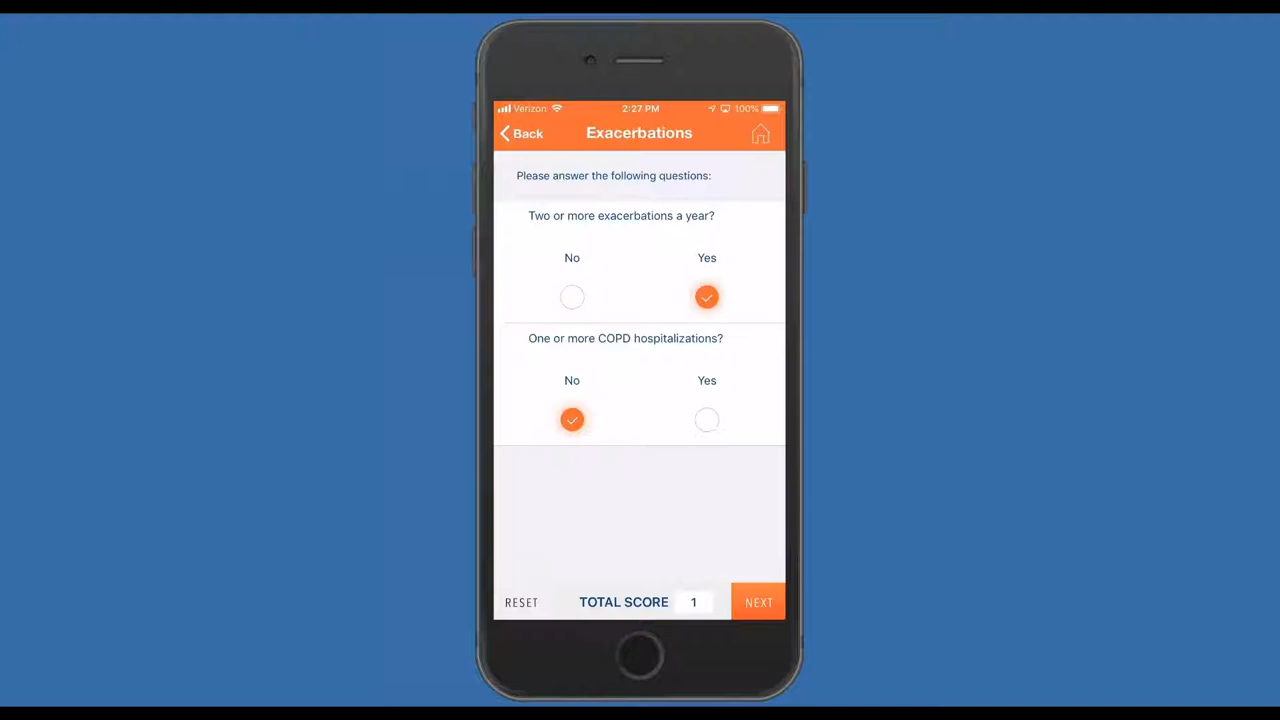 Verizon 2:27 PM 100%
Back Exacerbations
Please answer the following questions:
Two or more exacerbations a year?
No Yes
One or more COPD hospitalizations?
No Yes
RESET TOTAL SCORE 1 NEXT